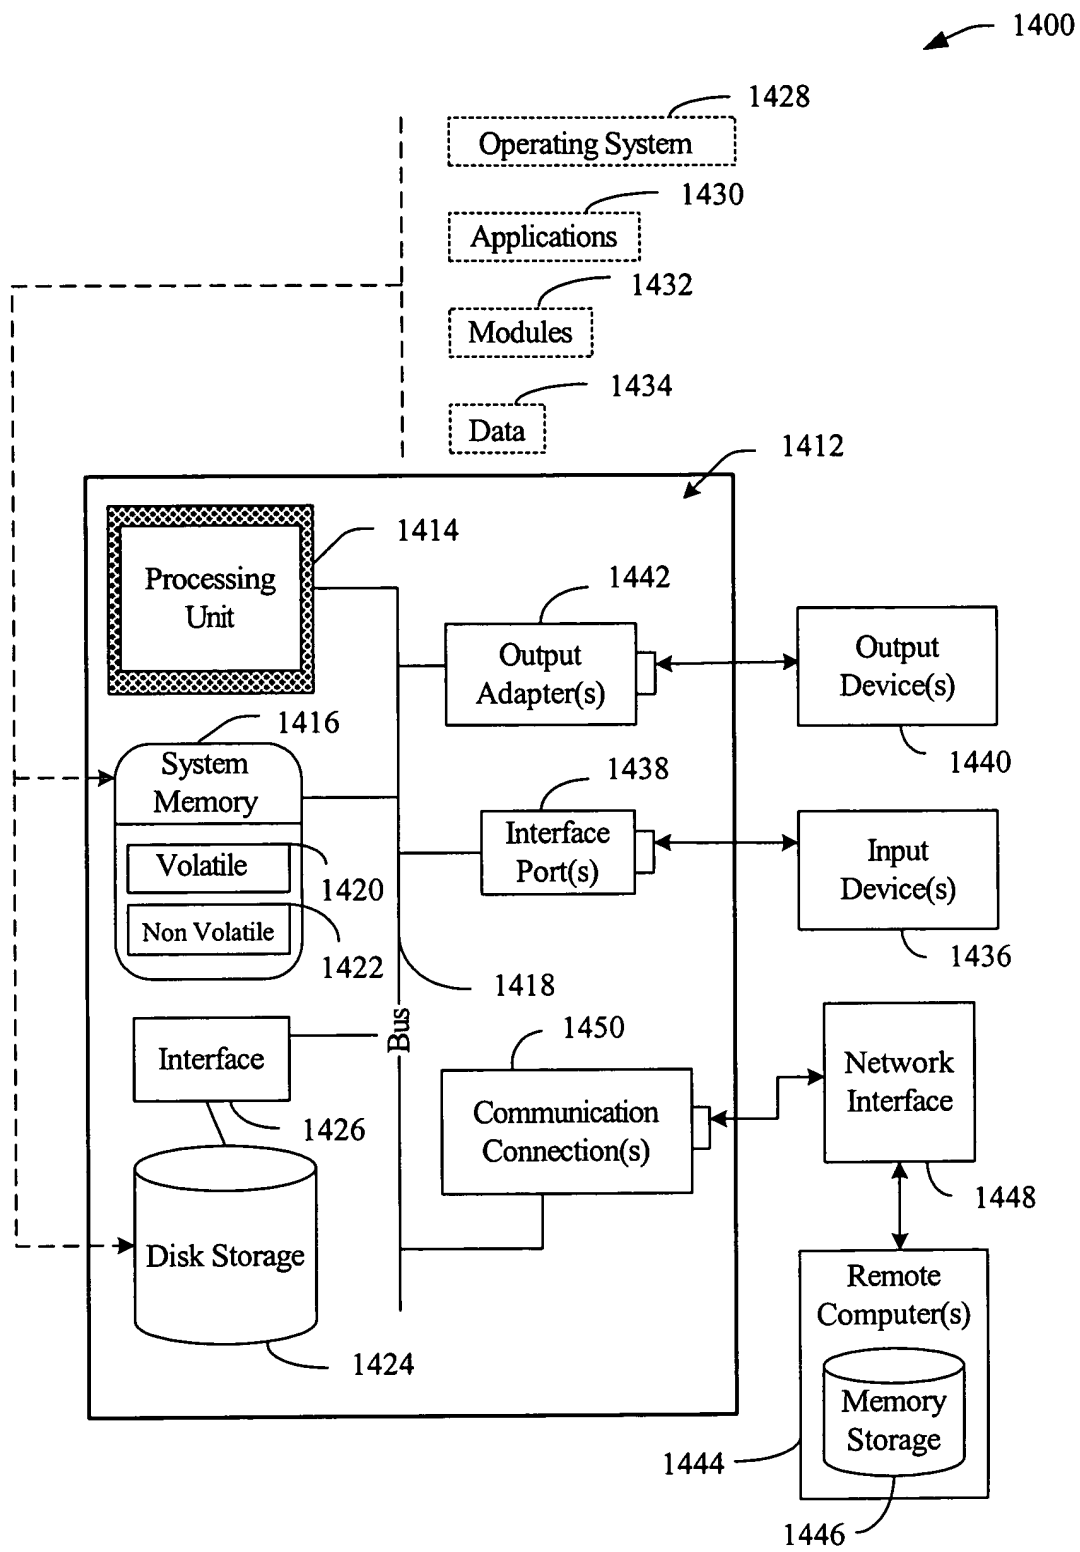 1400
1428
Operating System
1430
Applications
1432
Modules
1434
Data
1412
1414
Processing
Unit
1442
Output
Adapter(s)
Output
Device(s)
1440
1416
System
Memory
1438
Interface
Port(s)
Input
Device(s)
1436
Volatile
1420
Non Volatile
1422
1418
Bus
1450
Interface
1426
Communication
Connection(s)
Network
Interface
1448
Disk Storage
1424
Remote
Computer(s)
Memory
Storage
1444
1446